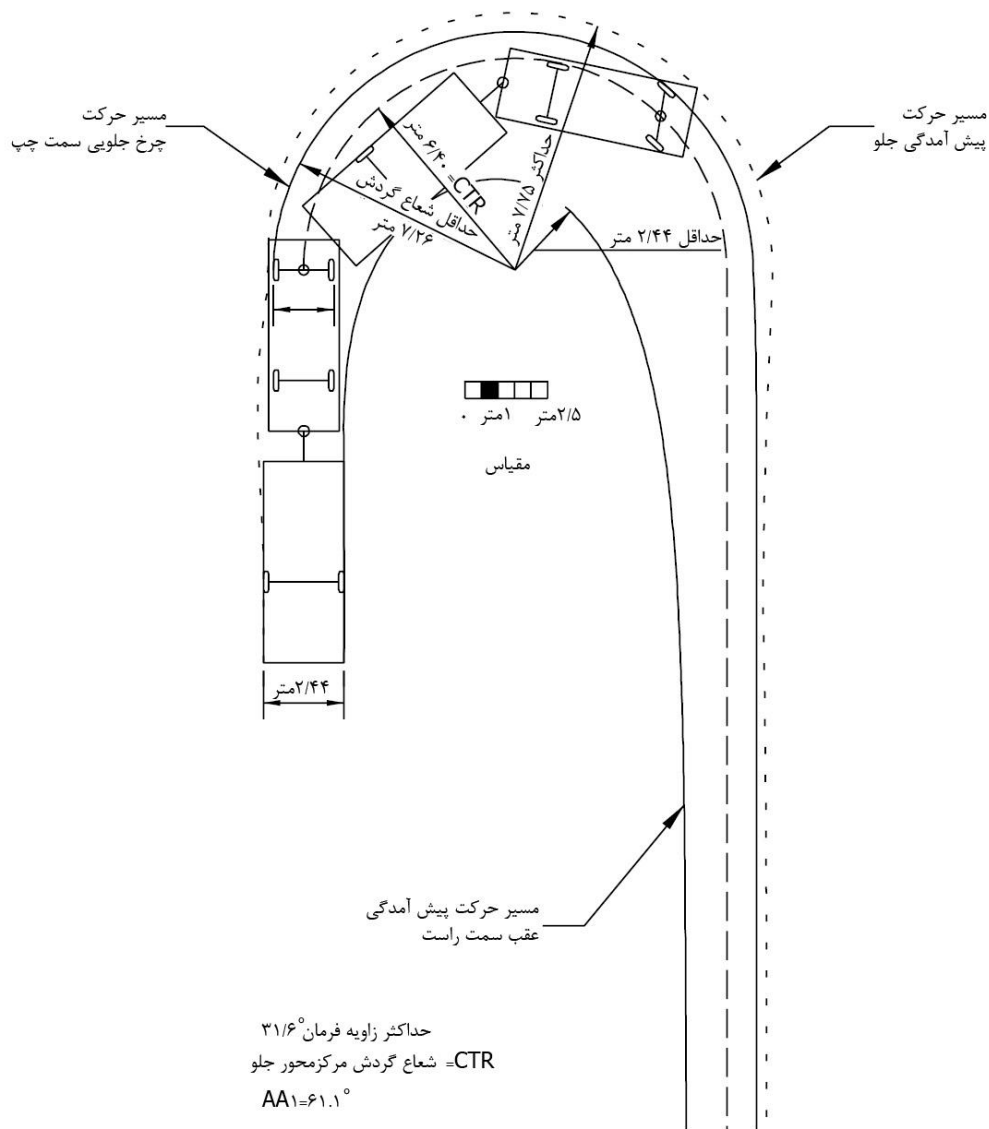 مسیر حرکت
چرخ جلویی سمت چپ
مسیر حرکت
پیش آمدگی جلو
CTR= ۶/۴۰ متر
حداقل شعاع گردش
۷/۲۶ متر
حداکثر ۷/۷۵ متر
حداقل ۲/۴۴ متر
۰ ۱متر ۲/۵متر
مقیاس
۲/۴۴متر
مسیر حرکت پیش آمدگی
عقب سمت راست
حداکثر زاویه فرمان ۳۱/۶°
CTR= شعاع گردش مرکزمحور جلو
AA۱=۶۱.۱°